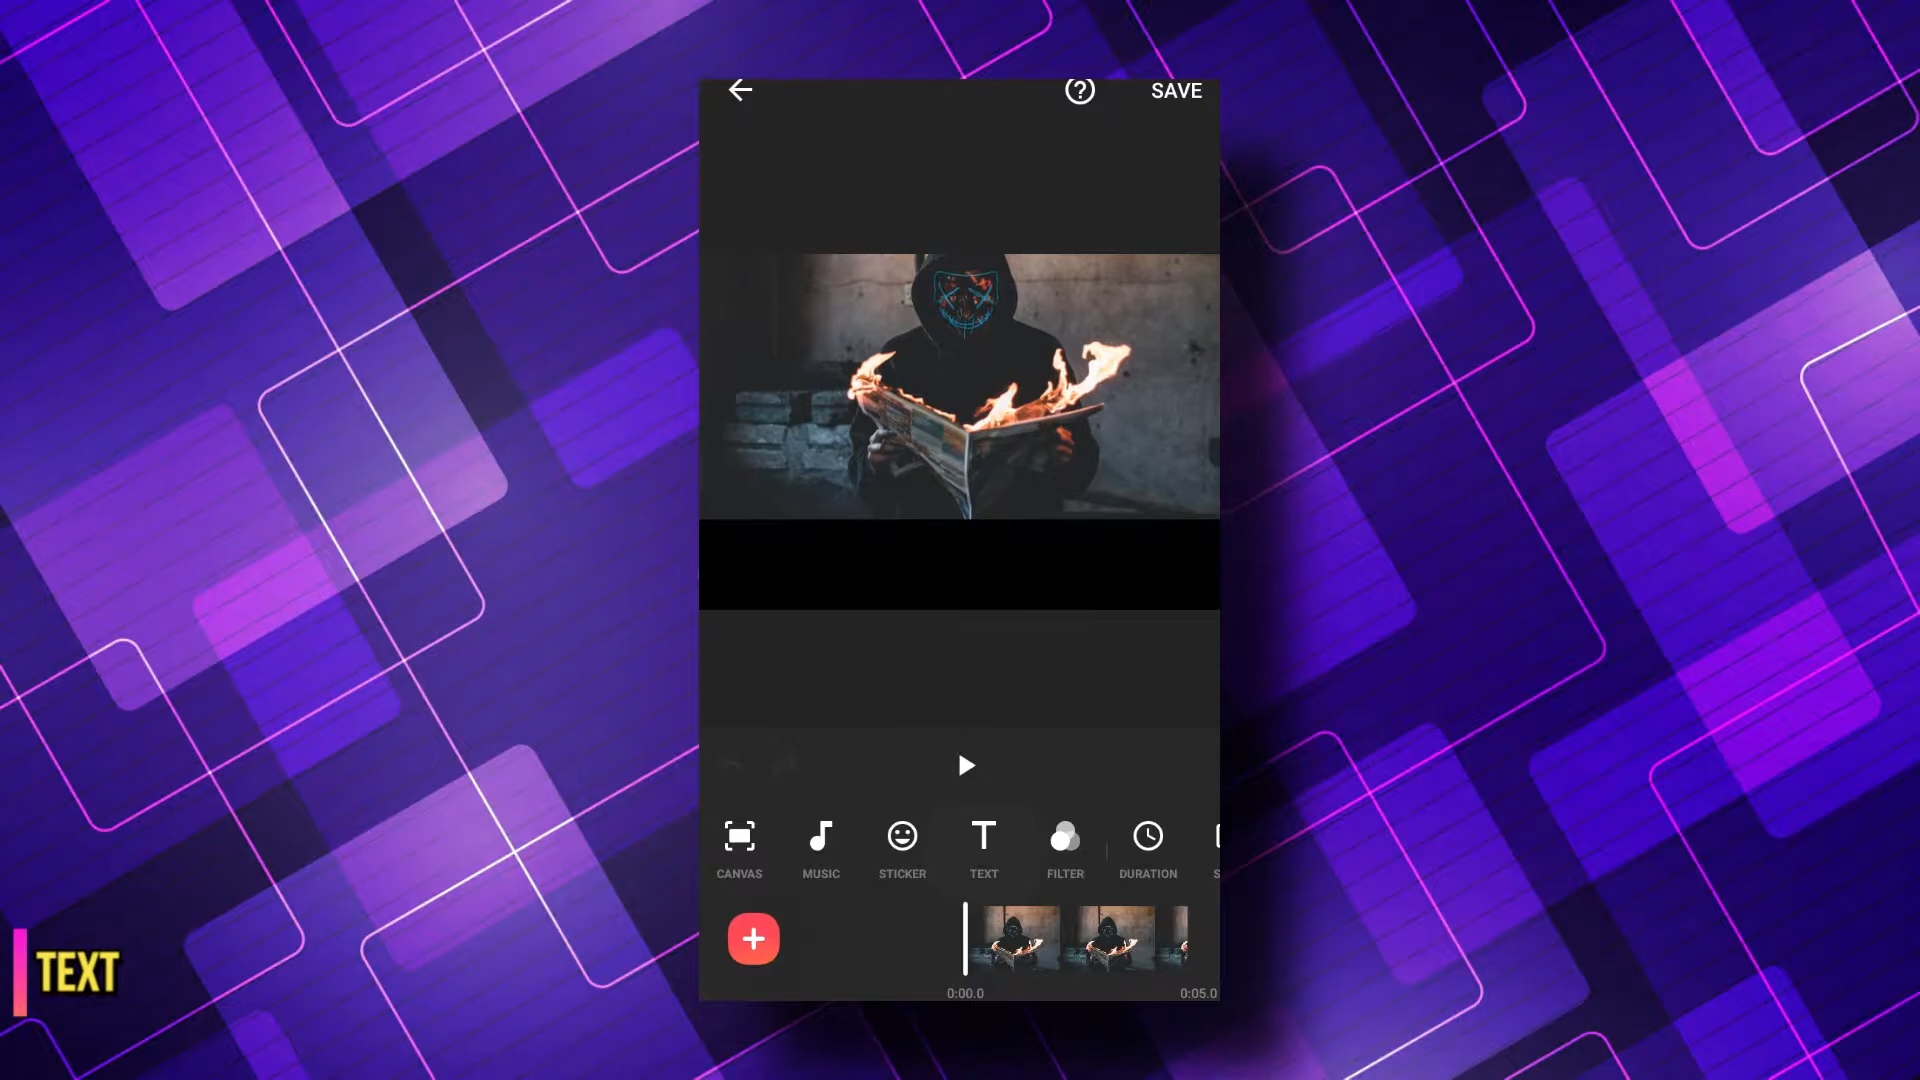 SAVE
CANVAS MUSIC STICKER TEXT FILTER DURATION
0:00.0 0:05.0
TEXT